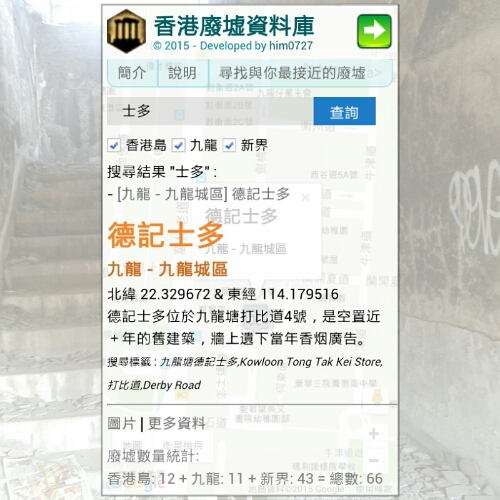 香港廢墟資料庫
© 2015 - Developed by him0727
簡介
說明
尋找與你最接近的廢墟
士多
查詢
香港島 九龍 新界
搜尋結果 "士多" :
- [九龍 - 九龍城區] 德記士多
德記士多
九龍 - 九龍城區
德記士多
九龍 - 九龍城區
北緯 22.329672 & 東經 114.179516
德記士多位於九龍塘打比道4號，是空置近
＋年的舊建築，牆上遺下當年香烟廣告。
搜尋標籤 : 九龍塘德記士多,Kowloon Tong Tak Kei Store,
打比道,Derby Road
圖片 | 更多資料
廢墟數量統計:
香港島: 12 + 九龍: 11 + 新界: 43 = 總數: 66